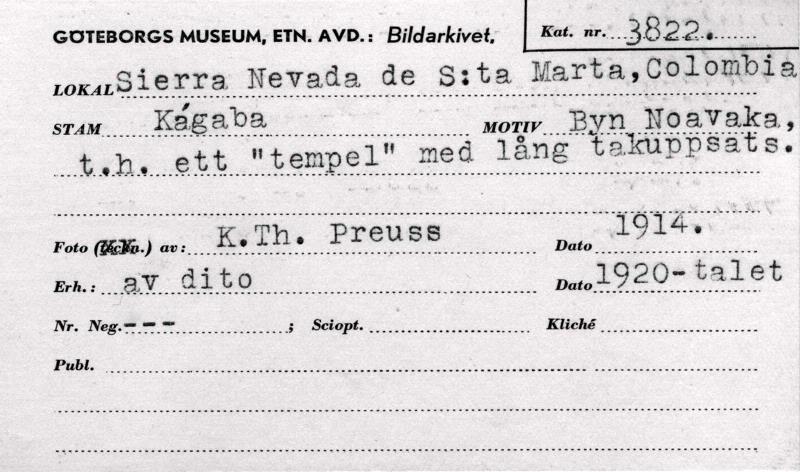 GÖTEBORGS MUSEUM, ETN. AVD.: Bildarkivet. Kat. nr. 3822.
LOKAL Sierra Nevada de S:ta Marta, Colombia
STAM Kágaba MOTIV Byn Noavaka,
t.h. ett "tempel" med lång takuppsats.
Foto (teckn.) av: K.Th. Preuss Dato 1914.
Erh.: av dito Dato 1920-talet
Nr. Neg. --- ; Sciopt. Kliché
Publ.